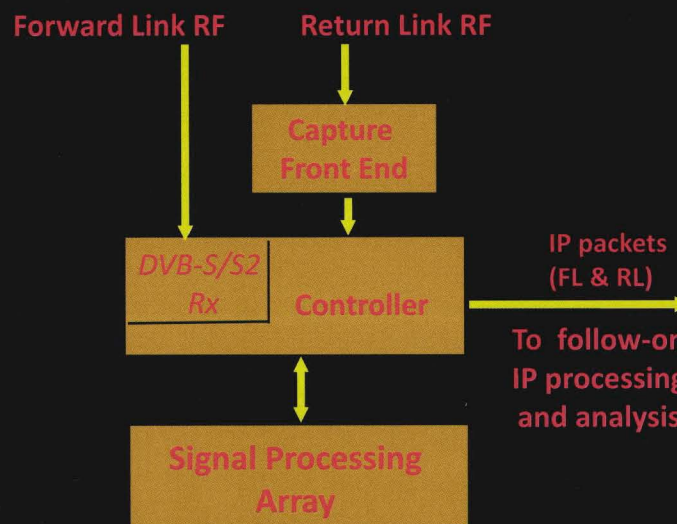 Forward Link RF
Return Link RF
Capture
Front End
DVB-S/S2
Rx
Controller
IP packets
(FL & RL)
To follow-on
IP processing
and analysis
Signal Processing
Array